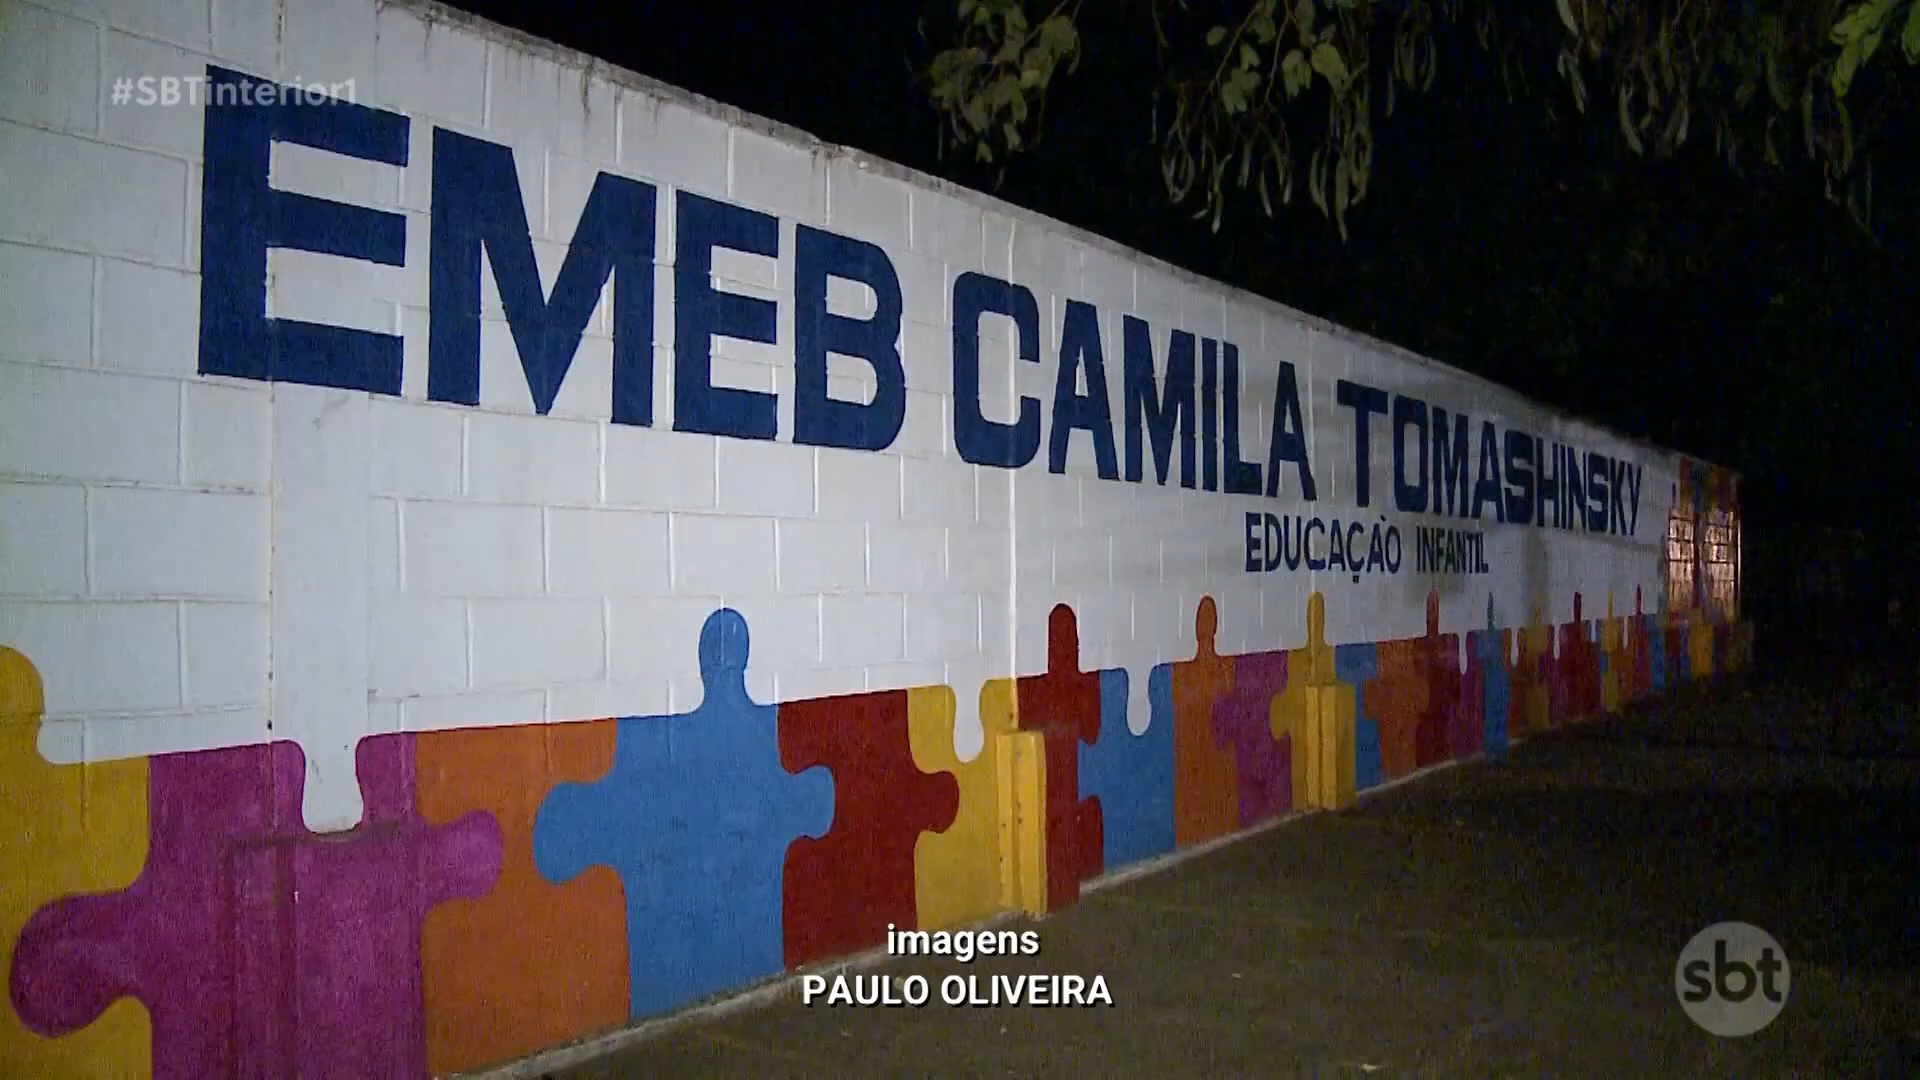 #SBTinterior1
EMEB CAMILA TOMASHINSKY
EDUCAÇÃO INFANTIL
imagens
PAULO OLIVEIRA
sbt